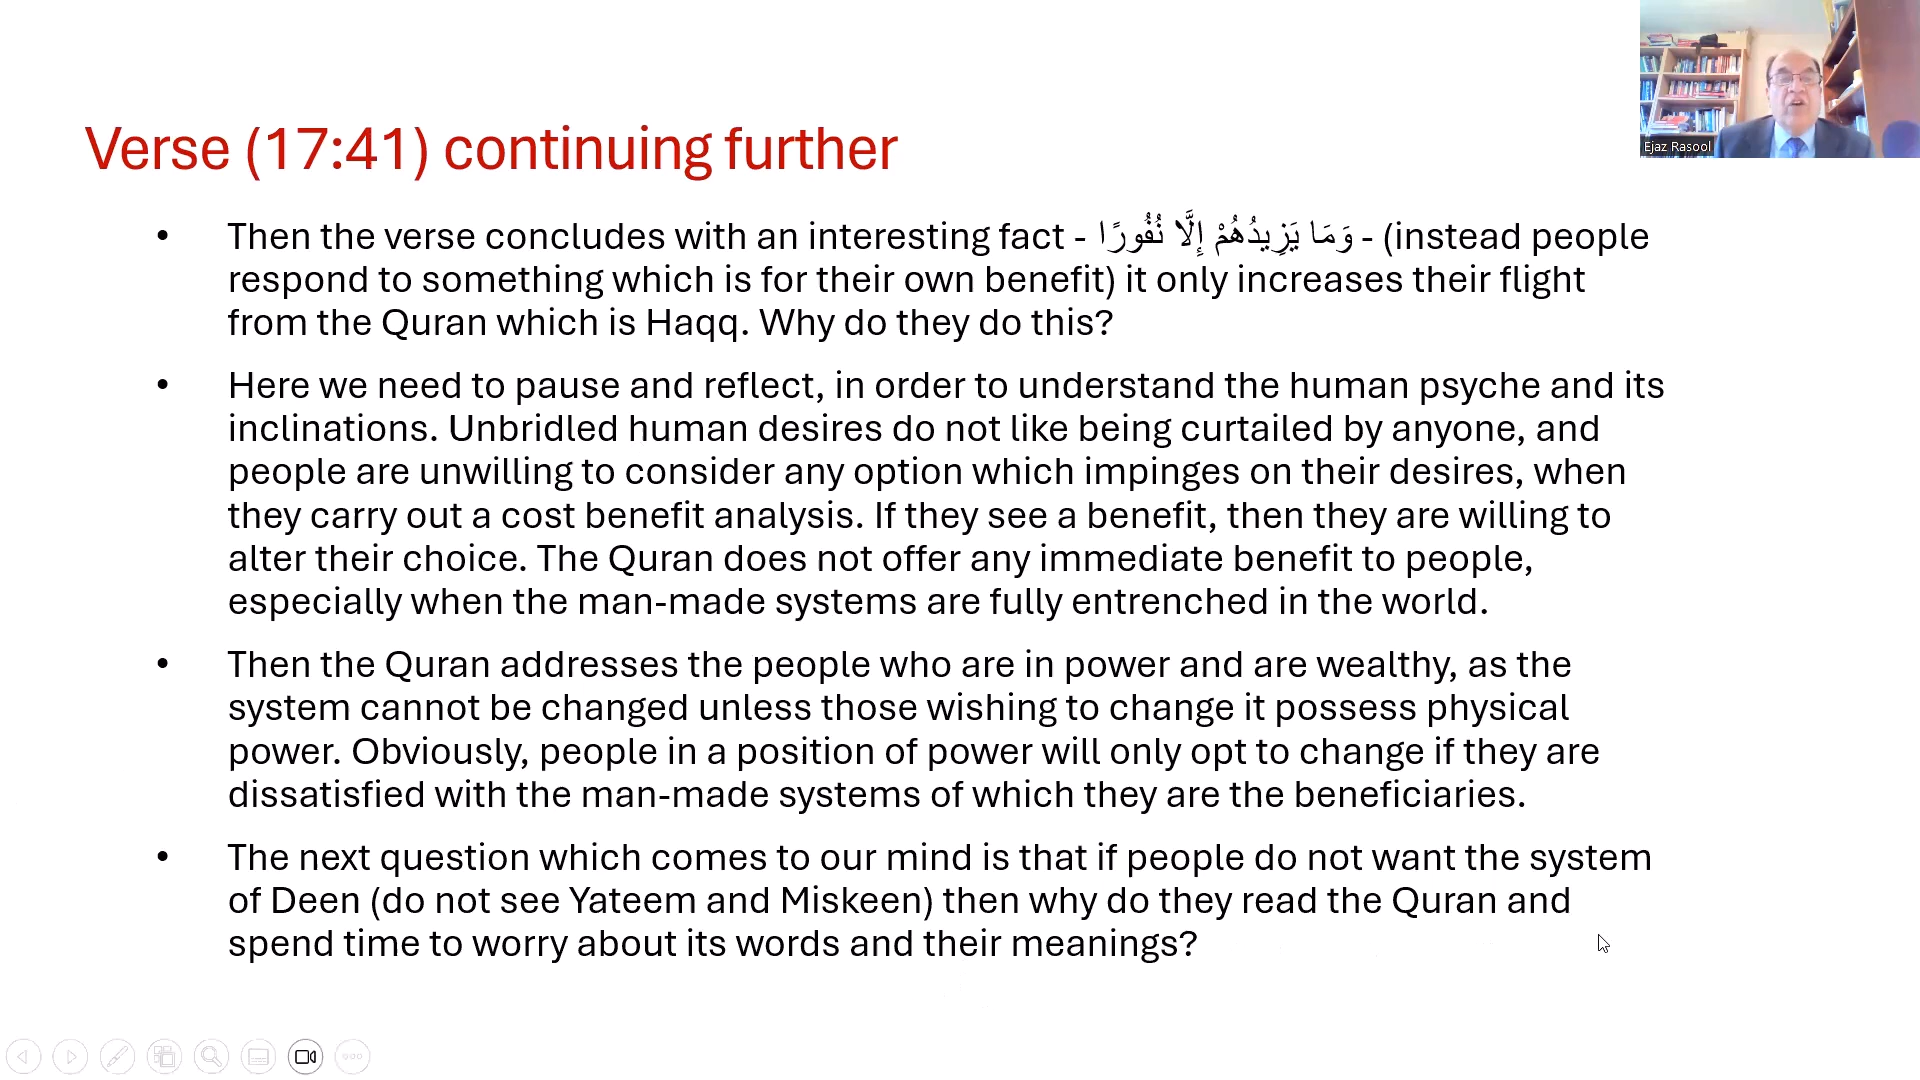 Ejaz Rasool
Verse (17:41) continuing further
• Then the verse concludes with an interesting fact - وَمَا يَزِيدُهُمْ إِلَّا نُفُورًا - (instead people
respond to something which is for their own benefit) it only increases their flight
from the Quran which is Haqq. Why do they do this?
• Here we need to pause and reflect, in order to understand the human psyche and its
inclinations. Unbridled human desires do not like being curtailed by anyone, and
people are unwilling to consider any option which impinges on their desires, when
they carry out a cost benefit analysis. If they see a benefit, then they are willing to
alter their choice. The Quran does not offer any immediate benefit to people,
especially when the man-made systems are fully entrenched in the world.
• Then the Quran addresses the people who are in power and are wealthy, as the
system cannot be changed unless those wishing to change it possess physical
power. Obviously, people in a position of power will only opt to change if they are
dissatisfied with the man-made systems of which they are the beneficiaries.
• The next question which comes to our mind is that if people do not want the system
of Deen (do not see Yateem and Miskeen) then why do they read the Quran and
spend time to worry about its words and their meanings?